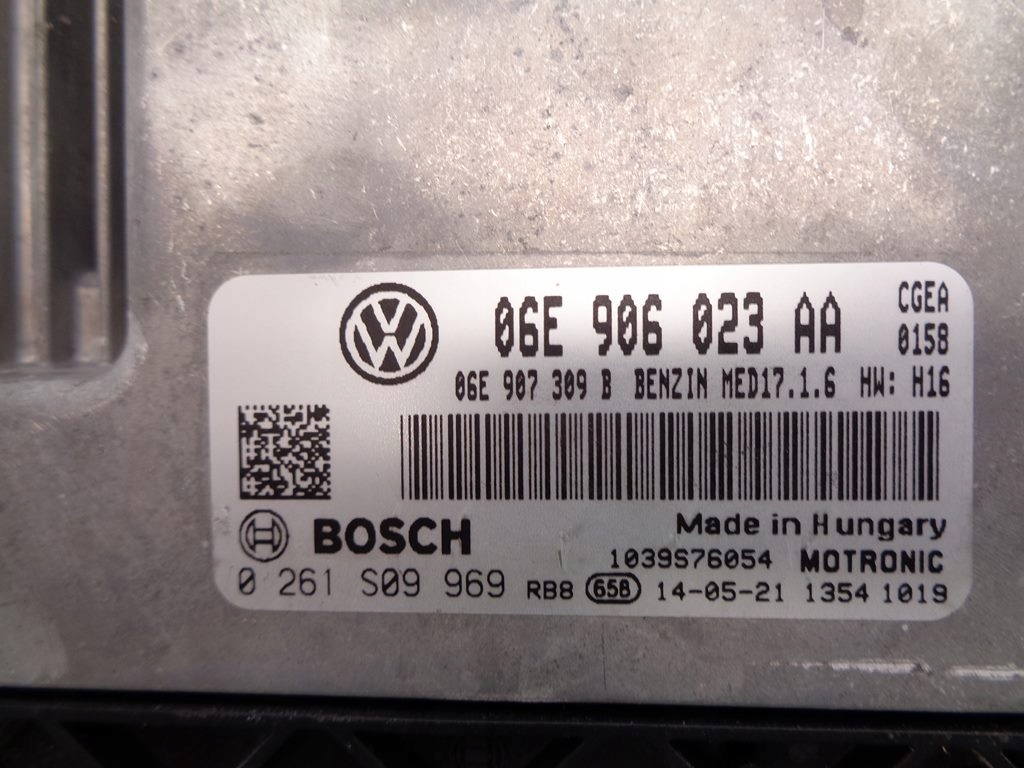 06E 906 023 AA CGEA
0158
06E 907 309 B BENZIN MED17.1.6 HW: H16
BOSCH Made in Hungary
1039S76054 MOTRONIC
0 261 S09 969 RB8 658 14-05-21 1354 1019